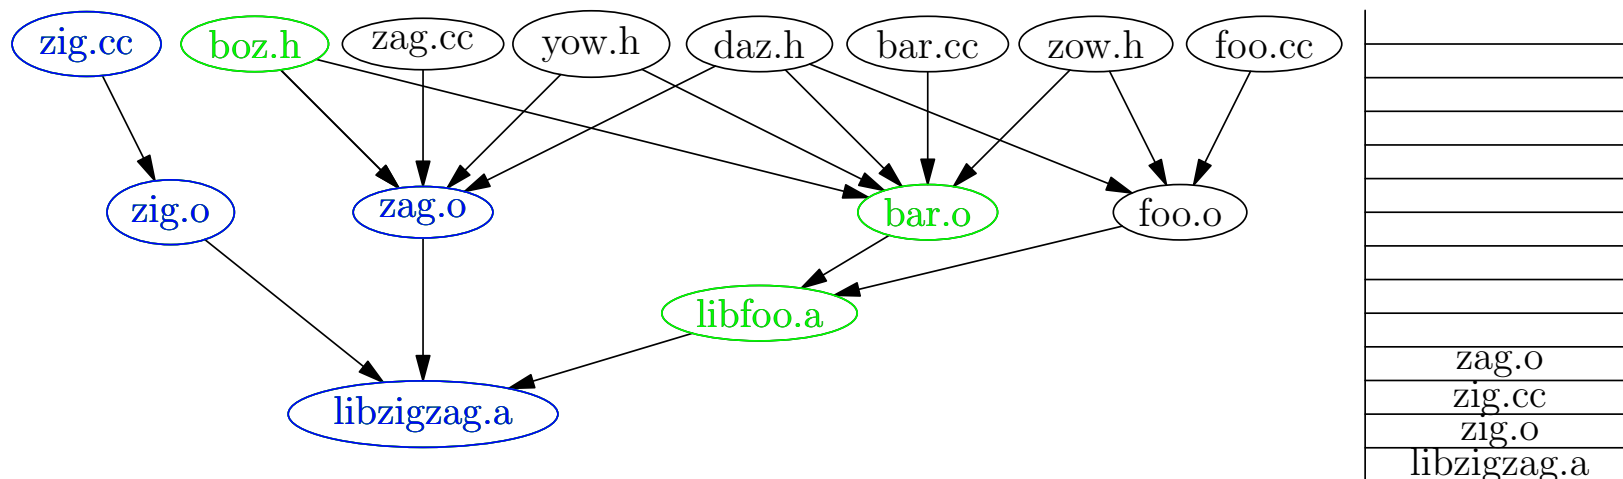 zig.cc
boz.h
zag.cc
yow.h
daz.h
bar.cc
zow.h
foo.cc
zig.o
zag.o
bar.o
foo.o
libfoo.a
libzigzag.a
zag.o
zig.cc
zig.o
libzigzag.a